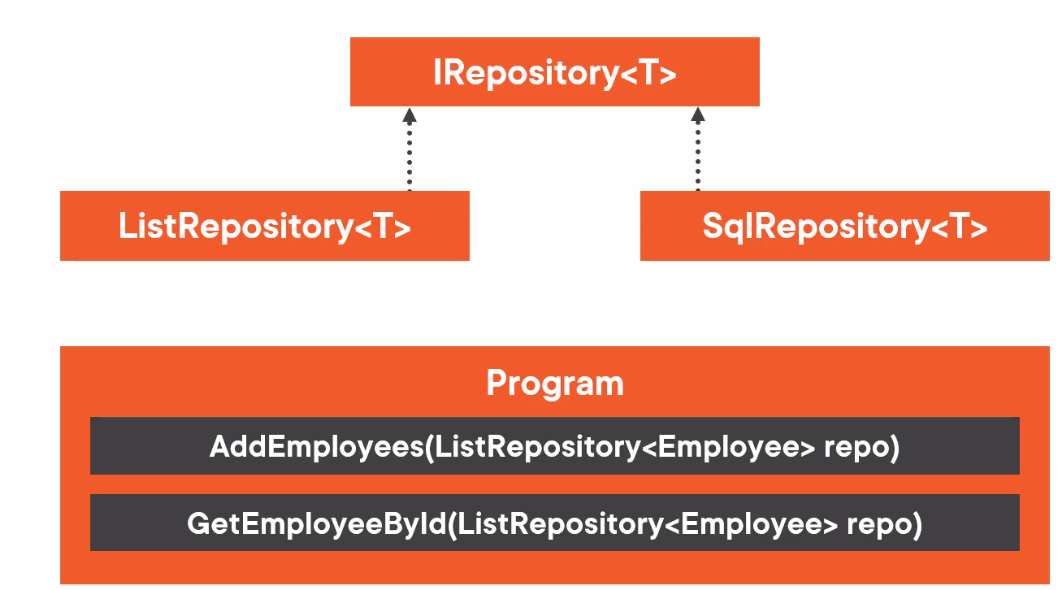 IRepository<T>
ListRepository<T>
SqlRepository<T>
Program
AddEmployees(ListRepository<Employee> repo)
GetEmployeeById(ListRepository<Employee> repo)